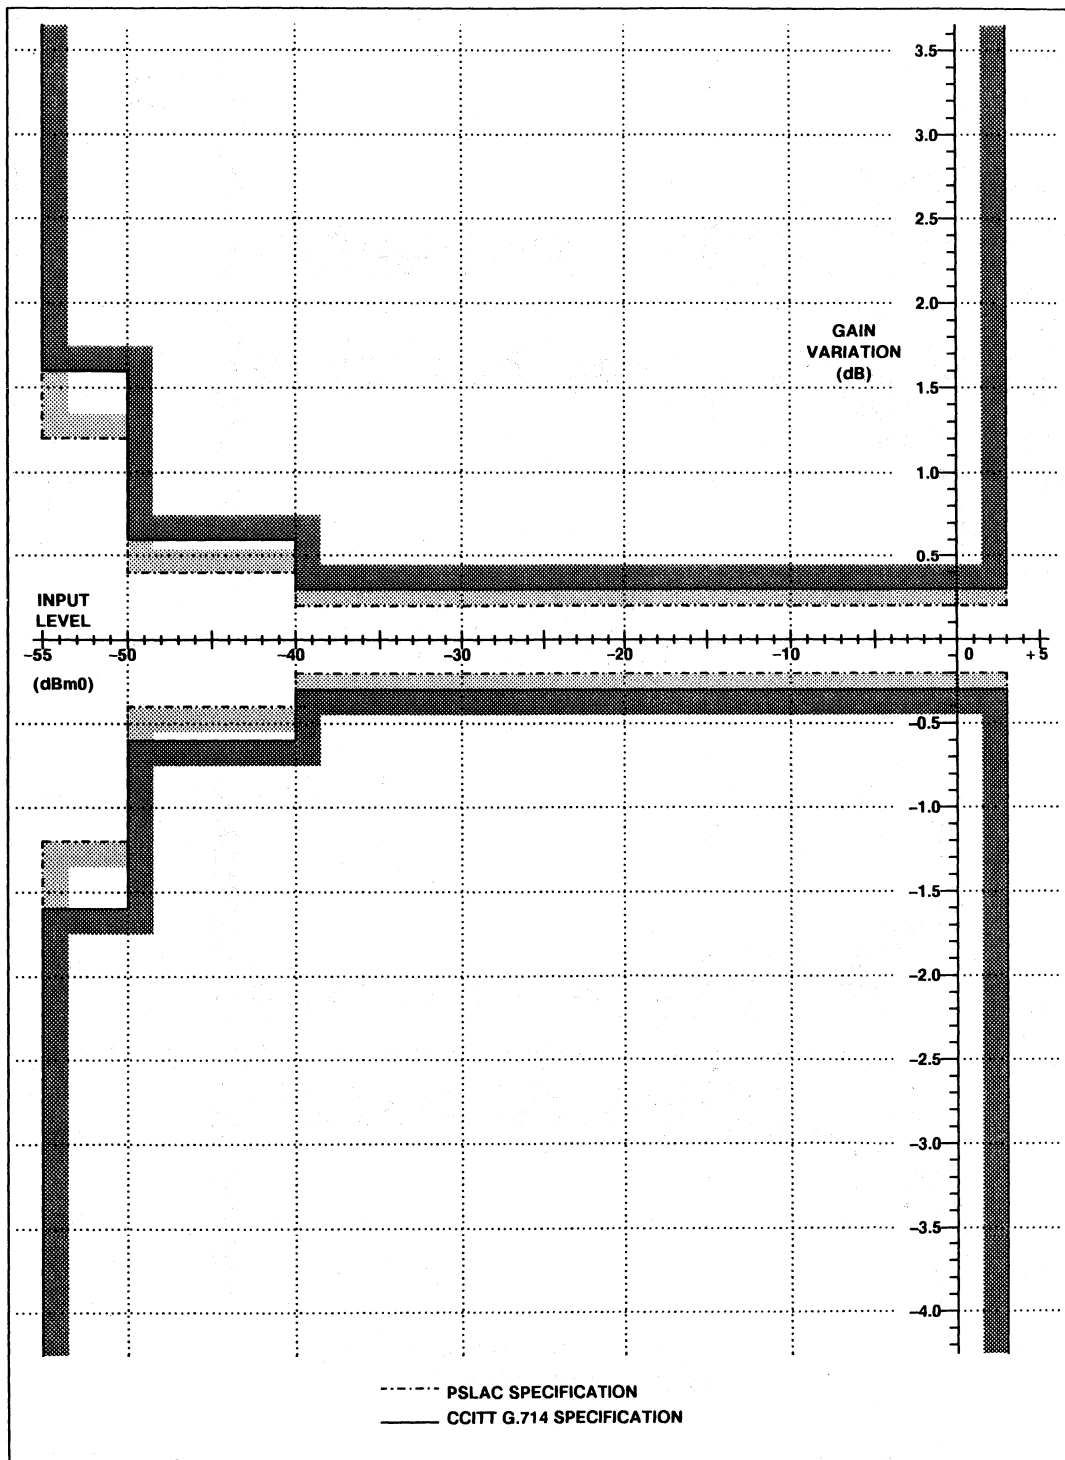 3.5
3.0
2.5
2.0
GAIN
VARIATION
(dB)
1.5
1.0
0.5
INPUT
LEVEL
-55 -50 -40 -30 -20 -10 0 +5
(dBm0)
-0.5
-1.0
-1.5
-2.0
-2.5
-3.0
-3.5
-4.0
PSLAC SPECIFICATION
CCITT G.714 SPECIFICATION